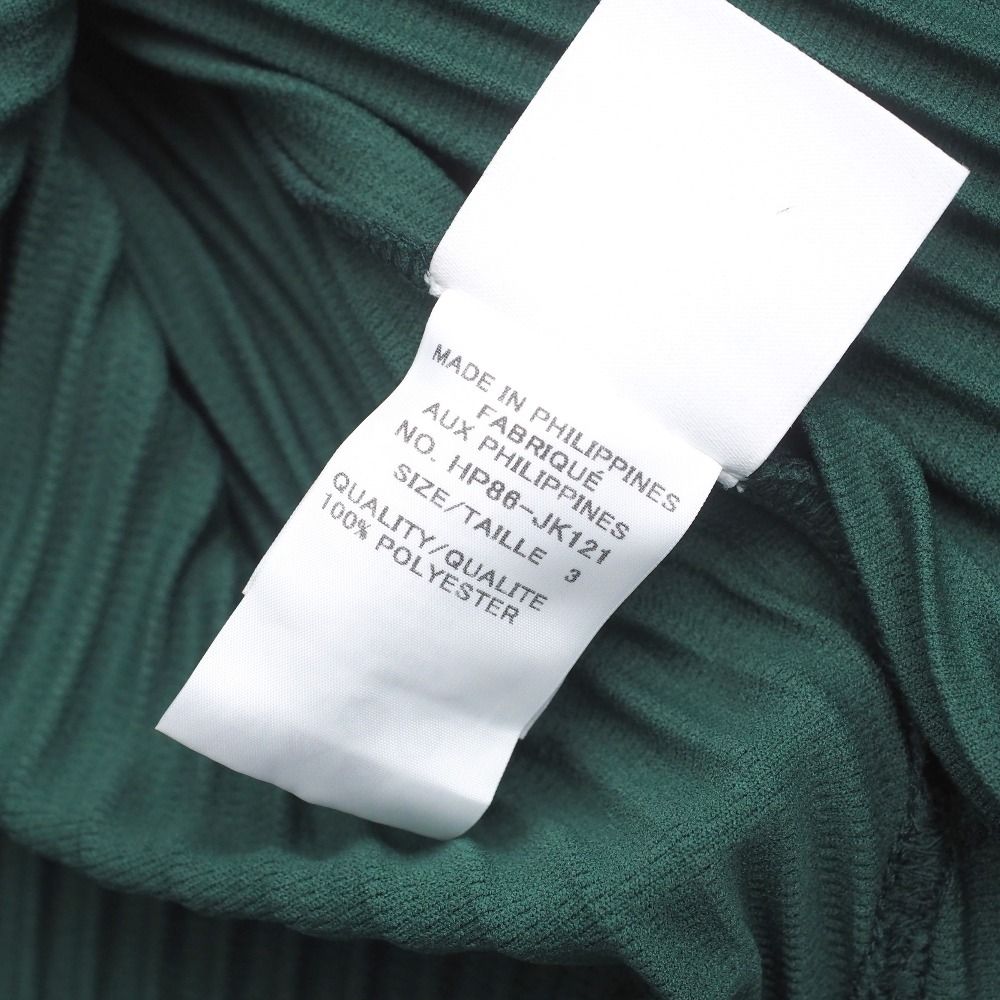 MADE IN PHILIPPINES
FABRIQUÉ
AUX PHILIPPINES
NO. HP86-JK121
SIZE/TAILLE 3
QUALITY/QUALITE
100% POLYESTER